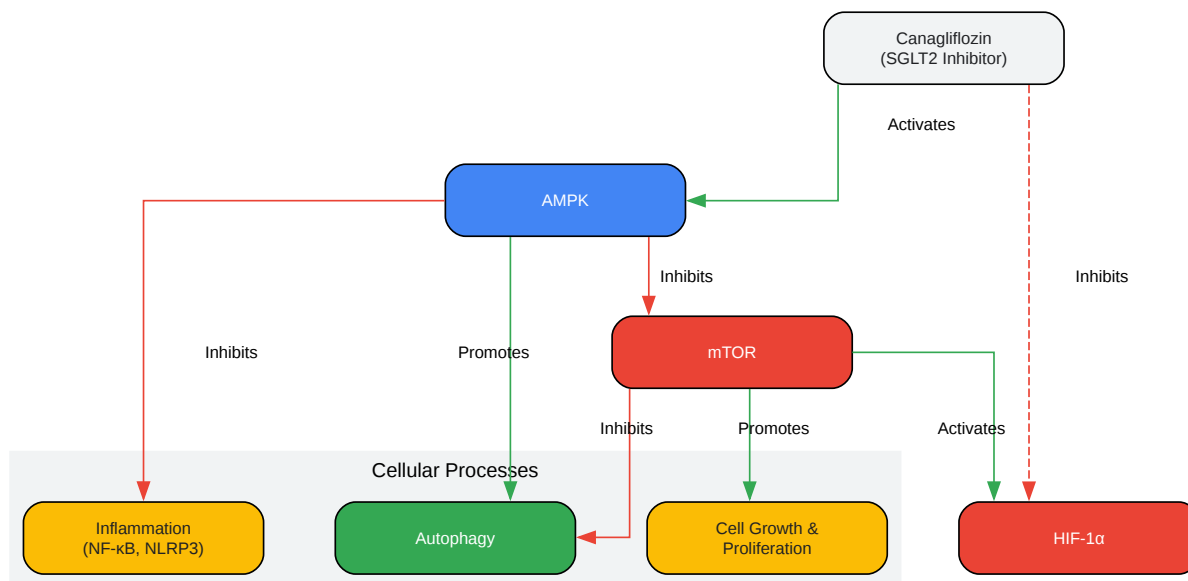 Canagliflozin
(SGLT2 Inhibitor)
Activates
AMPK
Inhibits
Inhibits
mTOR
Inhibits
Promotes
Inhibits
Promotes
Activates
Cellular Processes
Inflammation
(NF-κB, NLRP3)
Autophagy
Cell Growth &
Proliferation
HIF-1α